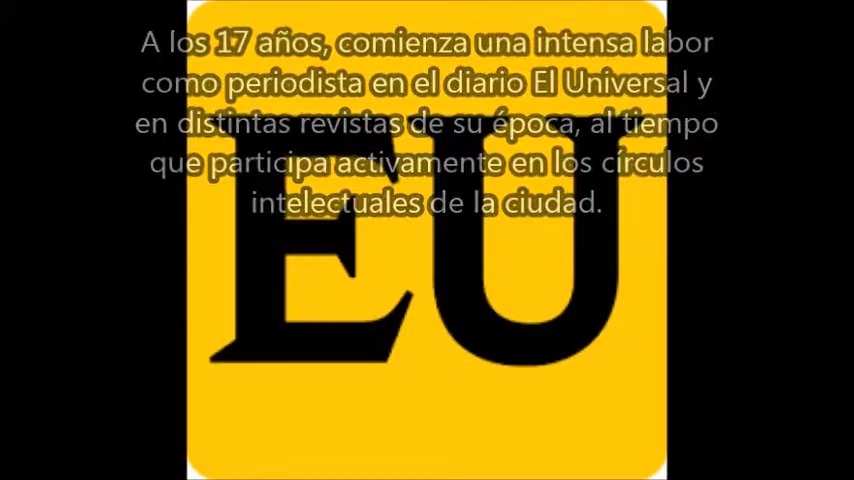 A los 17 años, comienza una intensa labor
como periodista en el diario El Universal y
en distintas revistas de su época, al tiempo
que participa activamente en los círculos
intelectuales de la ciudad.
EU